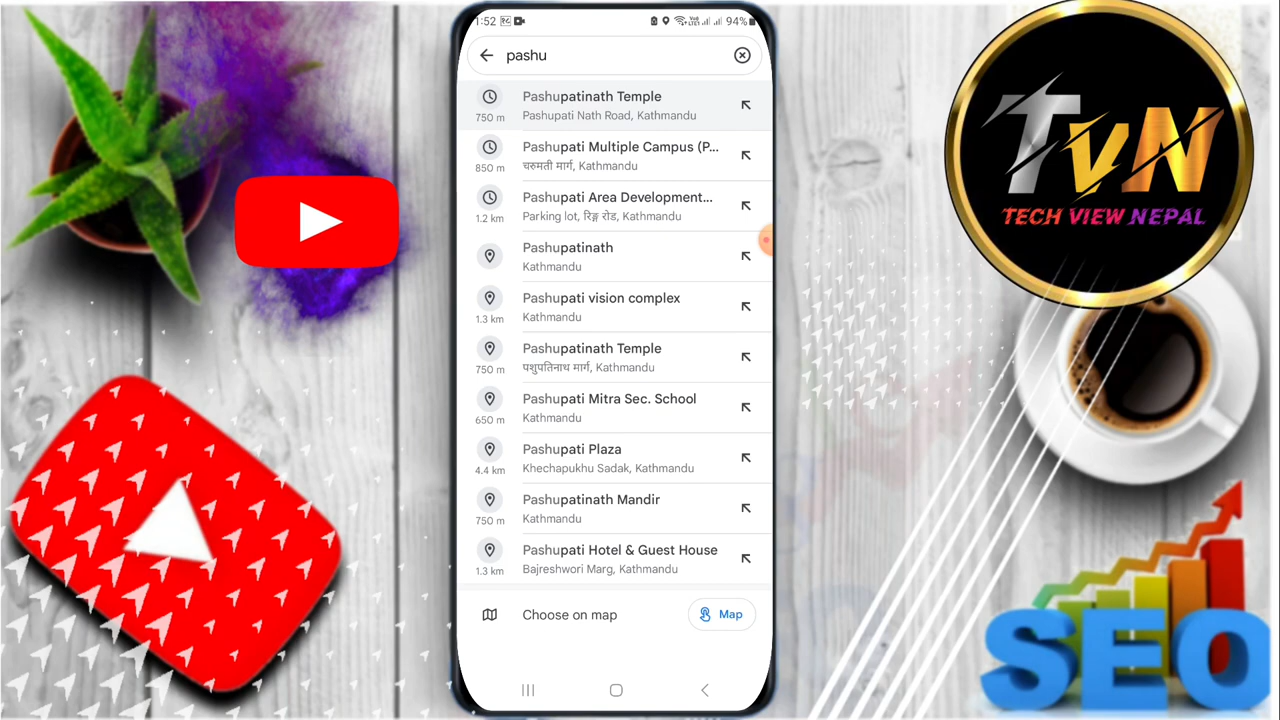 1:52 94%
pashu
Pashupatinath Temple
750 m
Pashupati Nath Road, Kathmandu
Pashupati Multiple Campus (P...
850 m
चरुमती मार्ग, Kathmandu
Pashupati Area Development...
1.2 km
Parking lot, रिङ्ग रोड, Kathmandu
Pashupatinath
Kathmandu
Pashupati vision complex
1.3 km
Kathmandu
Pashupatinath Temple
750 m
पशुपतिनाथ मार्ग, Kathmandu
Pashupati Mitra Sec. School
650 m
Kathmandu
Pashupati Plaza
4.4 km
Khechapukhu Sadak, Kathmandu
Pashupatinath Mandir
750 m
Kathmandu
Pashupati Hotel & Guest House
1.3 km
Bajreshwori Marg, Kathmandu
Choose on map
Map
TvN
TECH VIEW NEPAL
SEO